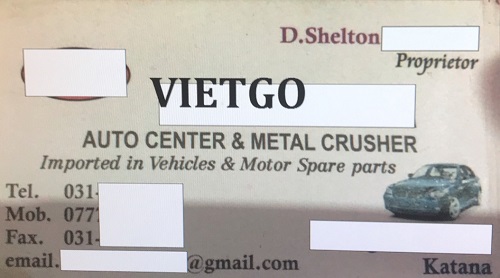 D.Shelton
Proprietor
VIETGO
AUTO CENTER & METAL CRUSHER
Imported in Vehicles & Motor Spare parts
Tel. 031-
Mob. 077
Fax. 031-
email. @gmail.com
Katana